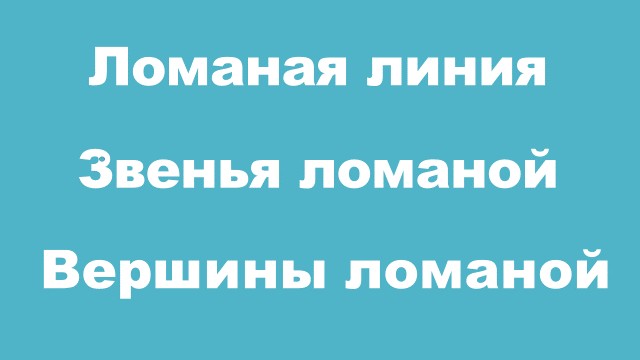 Ломаная линия
Звенья ломаной
Вершины ломаной